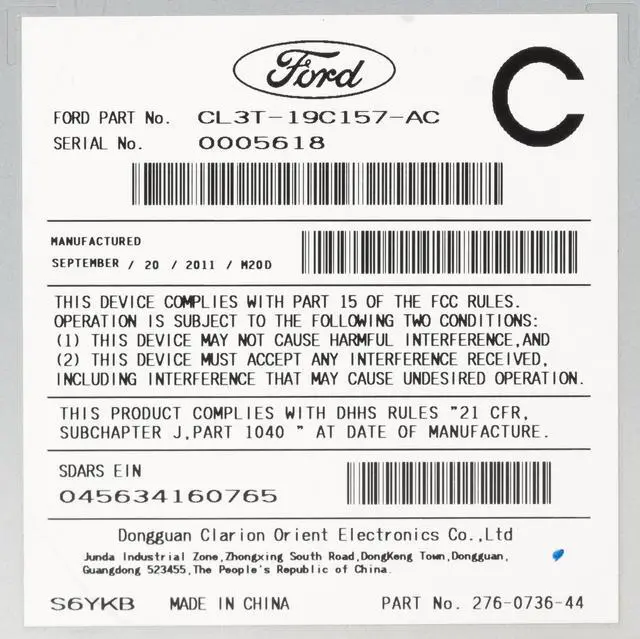 Ford
C
FORD PART No. CL3T-19C157-AC
SERIAL No. 0005618
MANUFACTURED
SEPTEMBER / 20 / 2011 / M20D
THIS DEVICE COMPLIES WITH PART 15 OF THE FCC RULES.
OPERATION IS SUBJECT TO THE FOLLOWING TWO CONDITIONS:
(1) THIS DEVICE MAY NOT CAUSE HARMFUL INTERFERENCE,AND
(2) THIS DEVICE MUST ACCEPT ANY INTERFERENCE RECEIVED,
INCLUDING INTERFERENCE THAT MAY CAUSE UNDESIRED OPERATION.
THIS PRODUCT COMPLIES WITH DHHS RULES "21 CFR,
SUBCHAPTER J,PART 1040 " AT DATE OF MANUFACTURE.
SDARS EIN
045634160765
Dongguan Clarion Orient Electronics Co.,Ltd
Junda Industrial Zone,Zhongxing South Road,DongKeng Town,Dongguan,
Guangdong 523455,The People's Republic of China.
S6YKB MADE IN CHINA PART No. 276-0736-44